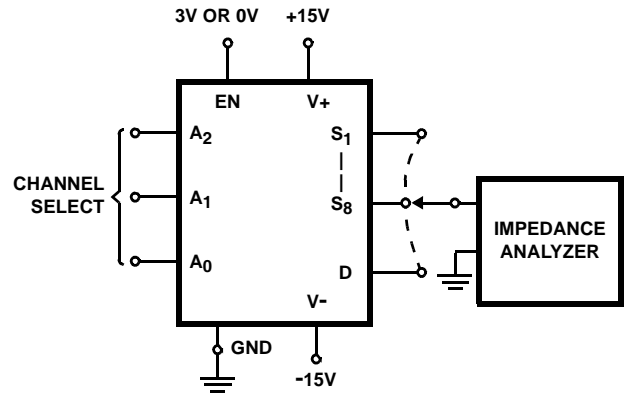 3V OR 0V
+15V
EN
V+
A2
S1
CHANNEL
SELECT
A1
S8
IMPEDANCE
ANALYZER
A0
D
V-
GND
-15V